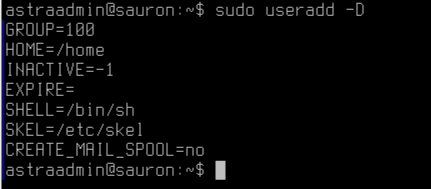 astraadmin@sauron:~$ sudo useradd -D
GROUP=100
HOME=/home
INACTIVE=-1
EXPIRE=
SHELL=/bin/sh
SKEL=/etc/skel
CREATE_MAIL_SPOOL=no
astraadmin@sauron:~$